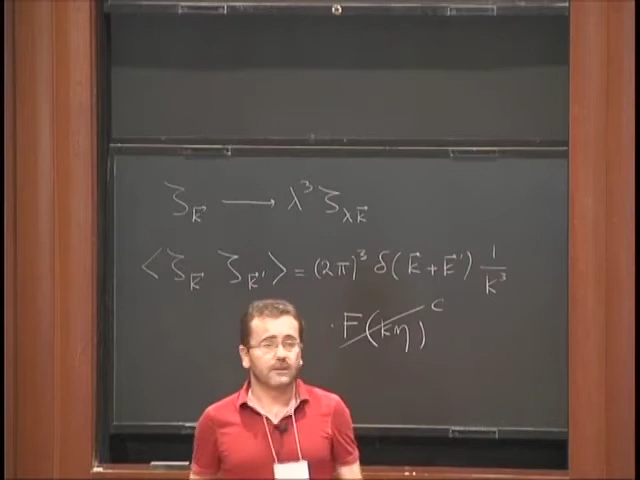 ζ_k⃗ ⟶ λ³ ζ_λk⃗
⟨ζ_k⃗ ζ_k⃗'⟩ = (2π)³ δ(k⃗+k⃗') 1/k³
· F(kη) c